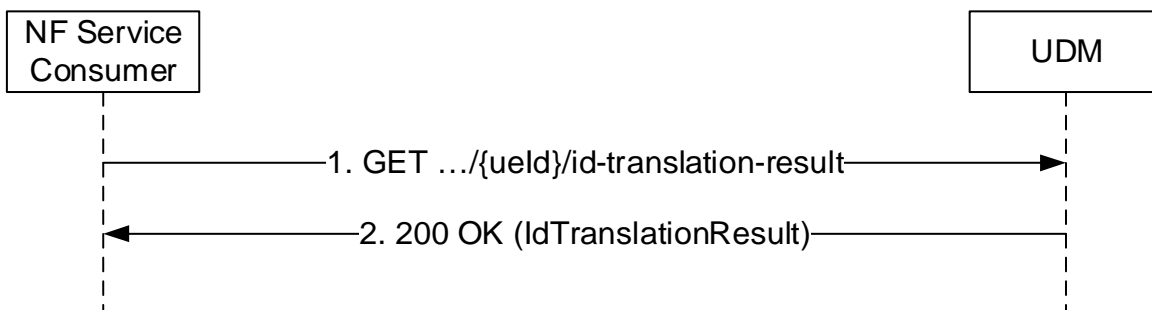 NF Service
Consumer
UDM
1. GET …/{ueId}/id-translation-result
2. 200 OK (IdTranslationResult)